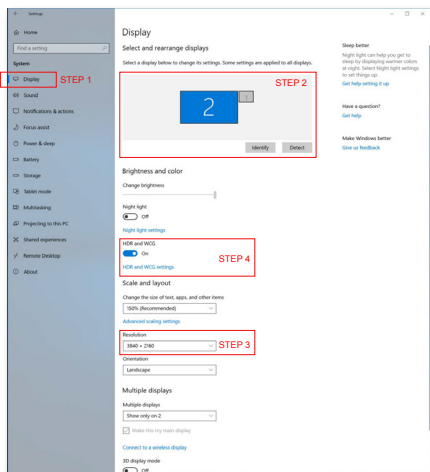 Settings
Home
Find a setting
System
Display
STEP 1
Sound
Notifications & actions
Focus assist
Power & sleep
Battery
Storage
Tablet mode
Multitasking
Projecting to this PC
Shared experiences
Remote Desktop
About
Display
Select and rearrange displays
Select a display below to change its settings. Some settings are applied to all displays.
STEP 2
2
1
Identify
Detect
Brightness and color
Change brightness
Night light
Off
Night light settings
HDR and WCG
On
STEP 4
HDR and WCG settings
Scale and layout
Change the size of text, apps, and other items
150% (Recommended)
Advanced scaling settings
Resolution
3840 × 2160
STEP 3
Orientation
Landscape
Multiple displays
Multiple displays
Show only on 2
Make this my main display
Connect to a wireless display
3D display mode
Off
Sleep better
Night light can help you get to
sleep by displaying warmer colors
at night. Select Night light settings
to set things up.
Get help setting it up
Have a question?
Get help
Make Windows better
Give us feedback